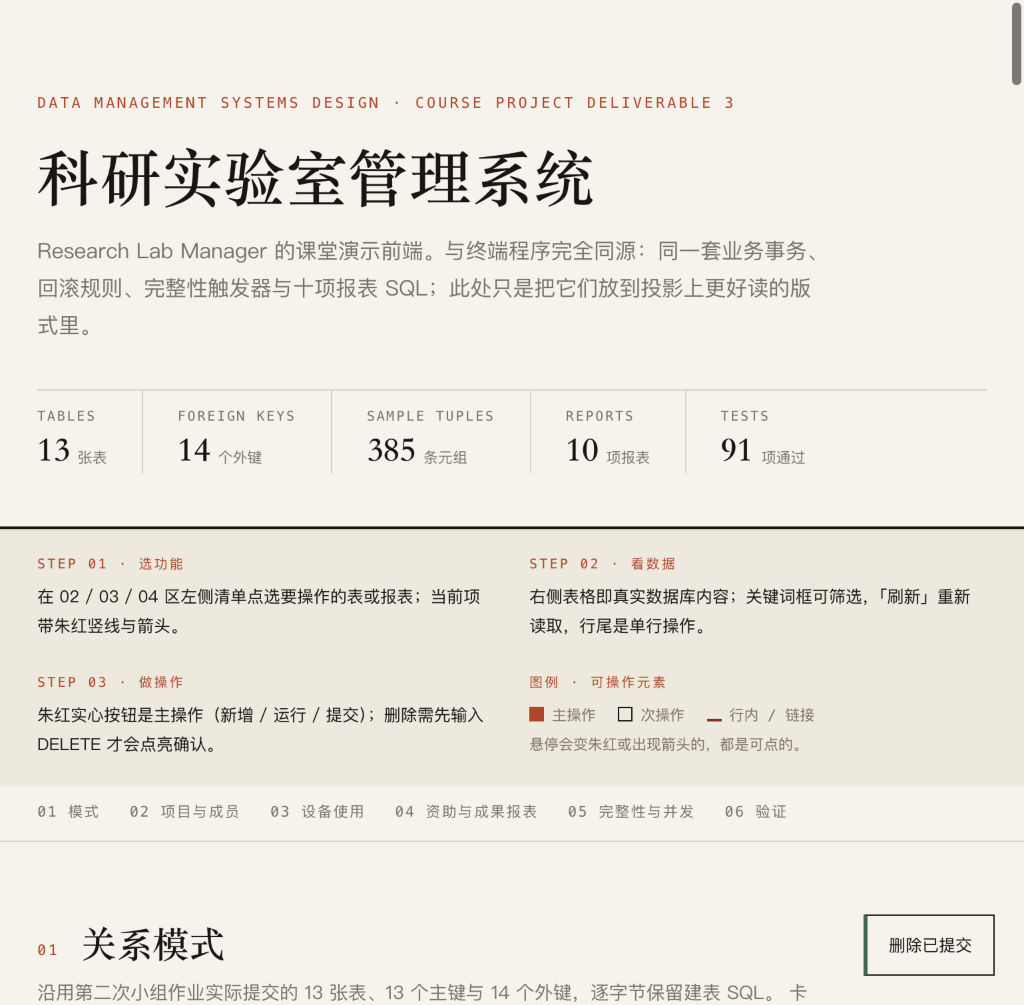 DATA MANAGEMENT SYSTEMS DESIGN · COURSE PROJECT DELIVERABLE 3
科研实验室管理系统
Research Lab Manager 的课堂演示前端。与终端程序完全同源：同一套业务事务、
回滚规则、完整性触发器与十项报表 SQL；此处只是把它们放到投影上更好读的版
式里。
TABLES
13 张表
FOREIGN KEYS
14 个外键
SAMPLE TUPLES
385 条元组
REPORTS
10 项报表
TESTS
91 项通过
STEP 01 · 选功能
在 02 / 03 / 04 区左侧清单点选要操作的表或报表；当前项
带朱红竖线与箭头。
STEP 02 · 看数据
右侧表格即真实数据库内容；关键词框可筛选，「刷新」重新
读取，行尾是单行操作。
STEP 03 · 做操作
朱红实心按钮是主操作（新增 / 运行 / 提交）；删除需先输入
DELETE 才会点亮确认。
图例 · 可操作元素
主操作 次操作 行内 / 链接
悬停会变朱红或出现箭头的，都是可点的。
01 模式 02 项目与成员 03 设备使用 04 资助与成果报表 05 完整性与并发 06 验证
01 关系模式
删除已提交
沿用第二次小组作业实际提交的 13 张表、13 个主键与 14 个外键，逐字节保留建表 SQL。 卡